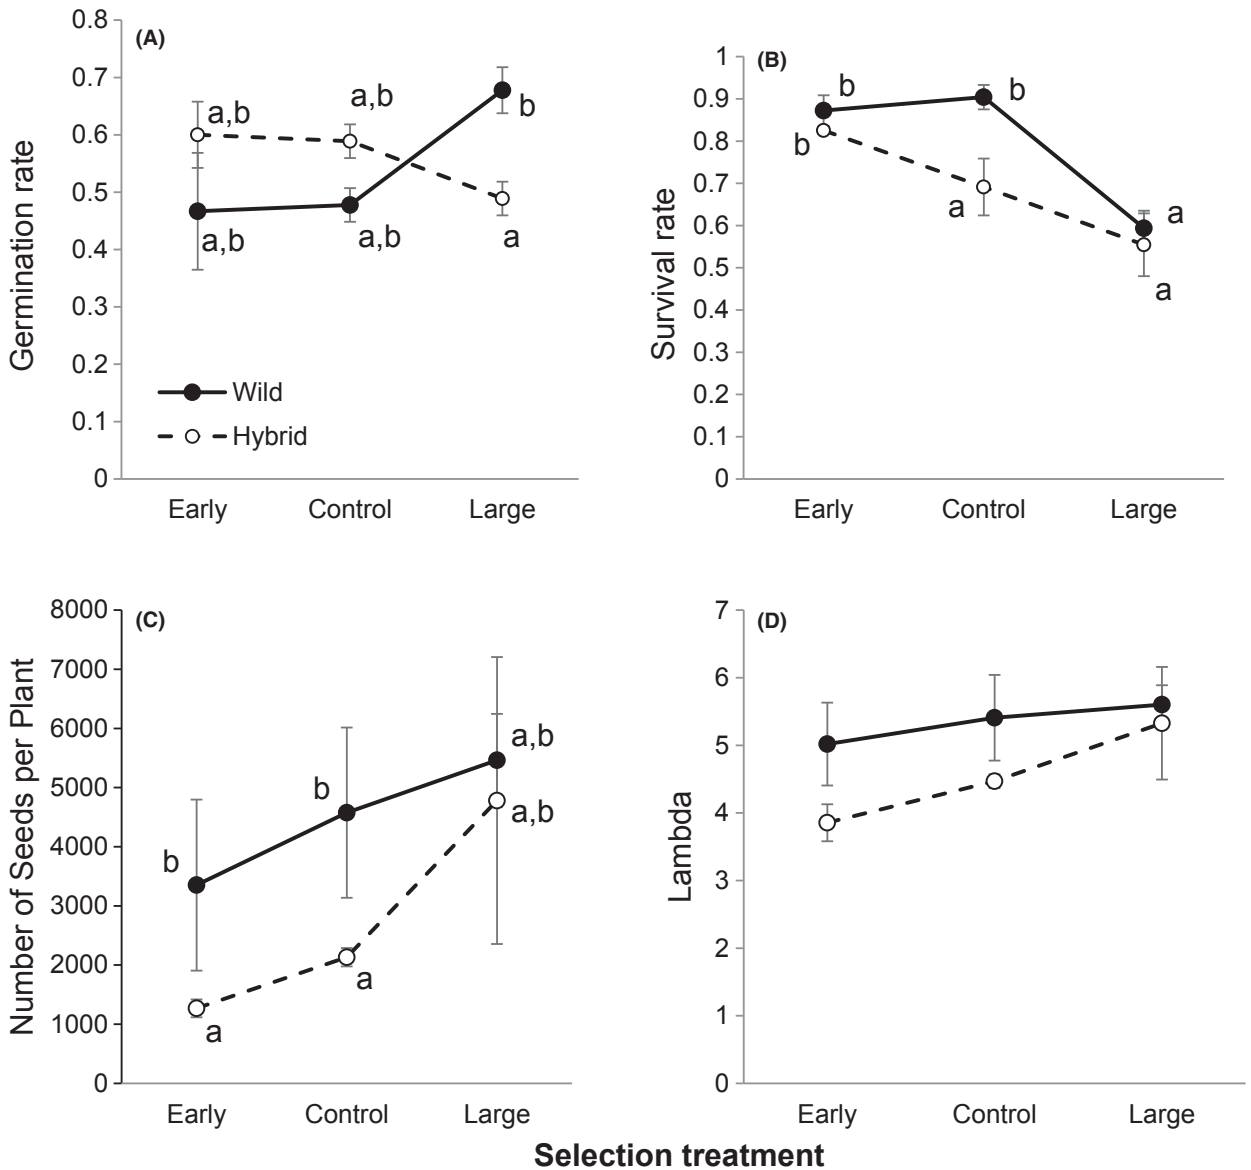 (A)
Germination rate
0.8
0.7
0.6
0.5
0.4
0.3
0.2
0.1
0
a,b
a,b
b
a,b
a,b
a
Wild
Hybrid
Early Control Large
(B)
Survival rate
1
0.9
0.8
0.7
0.6
0.5
0.4
0.3
0.2
0.1
0
b
b
b
a
a
a
Early Control Large
(C)
Number of Seeds per Plant
8000
7000
6000
5000
4000
3000
2000
1000
0
a,b
b
a,b
b
a
a
Early Control Large
(D)
Lambda
7
6
5
4
3
2
1
0
Early Control Large
Selection treatment